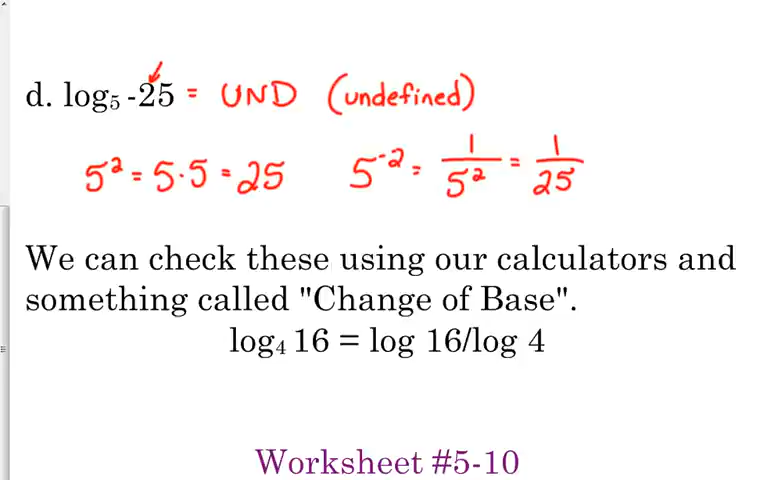 d. log₅ -25 = UND (undefined)
5² = 5·5 = 25 5⁻² = 1/5² = 1/25
We can check these using our calculators and
something called "Change of Base".
log₄ 16 = log 16/log 4
Worksheet #5-10